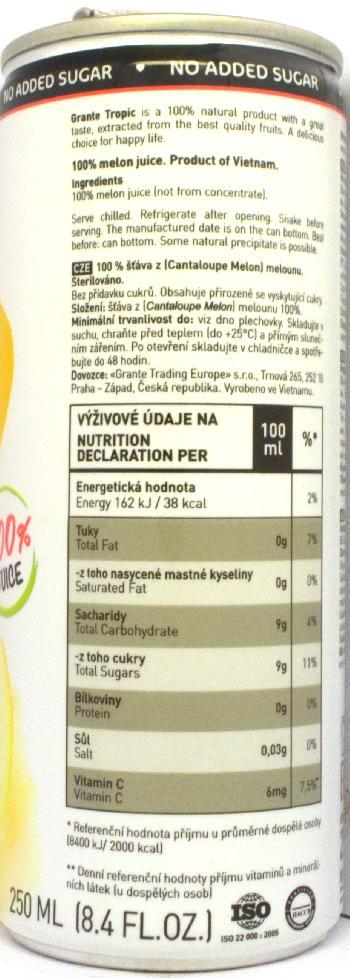 NO ADDED SUGAR ♥ NO ADDED SUGAR
Grante Tropic is a 100% natural product with a great
taste, extracted from the best quality fruits. A delicious
choice for happy life.
100% melon juice. Product of Vietnam.
Ingredients
100% melon juice (not from concentrate).
Serve chilled. Refrigerate after opening. Snake before
serving. The manufactured date is on the can bottom. Best
before: can bottom. Some natural precipitate is possible.
CZE 100 % šťáva z (Cantaloupe Melon) melounu.
Sterilováno.
Bez přídavku cukrů. Obsahuje přirozeně se vyskytující cukry
Složení: šťáva z (Cantaloupe Melon) melounu 100%.
Minimální trvanlivost do: viz dno plechovky. Skladujte v
suchu, chraňte před teplem (do +25°C) a přímým sluneč-
ním zářením. Po otevření skladujte v chladničce a spotře-
bujte do 48 hodin.
Dovozce: «Grante Trading Europe» s.r.o., Trnová 265, 252 10
Praha - Západ, Česká republika. Vyrobeno ve Vietnamu.
VÝŽIVOVÉ ÚDAJE NA
NUTRITION
DECLARATION PER
100
ml
%*
Energetická hodnota
Energy 162 kJ / 38 kcal 2%
Tuky
Total Fat 0g 7%
-z toho nasycené mastné kyseliny
Saturated Fat 0g 0%
Sacharidy
Total Carbohydrate 9g 4%
-z toho cukry
Total Sugars 9g 11%
Bílkoviny
Protein 0g 0%
Sůl
Salt 0,03g 0%
Vitamin C
Vitamin C 6mg 7,5%**
* Referenční hodnota příjmu u průměrné dospělé osoby
(8400 kJ/ 2000 kcal)
** Denní referenční hodnoty příjmu vitaminů a minerál-
ních látek (u dospělých osob)
250 ML (8.4 FL.OZ.)
ISO
ISO 22 000 : 2005
HACCP
00%
UICE